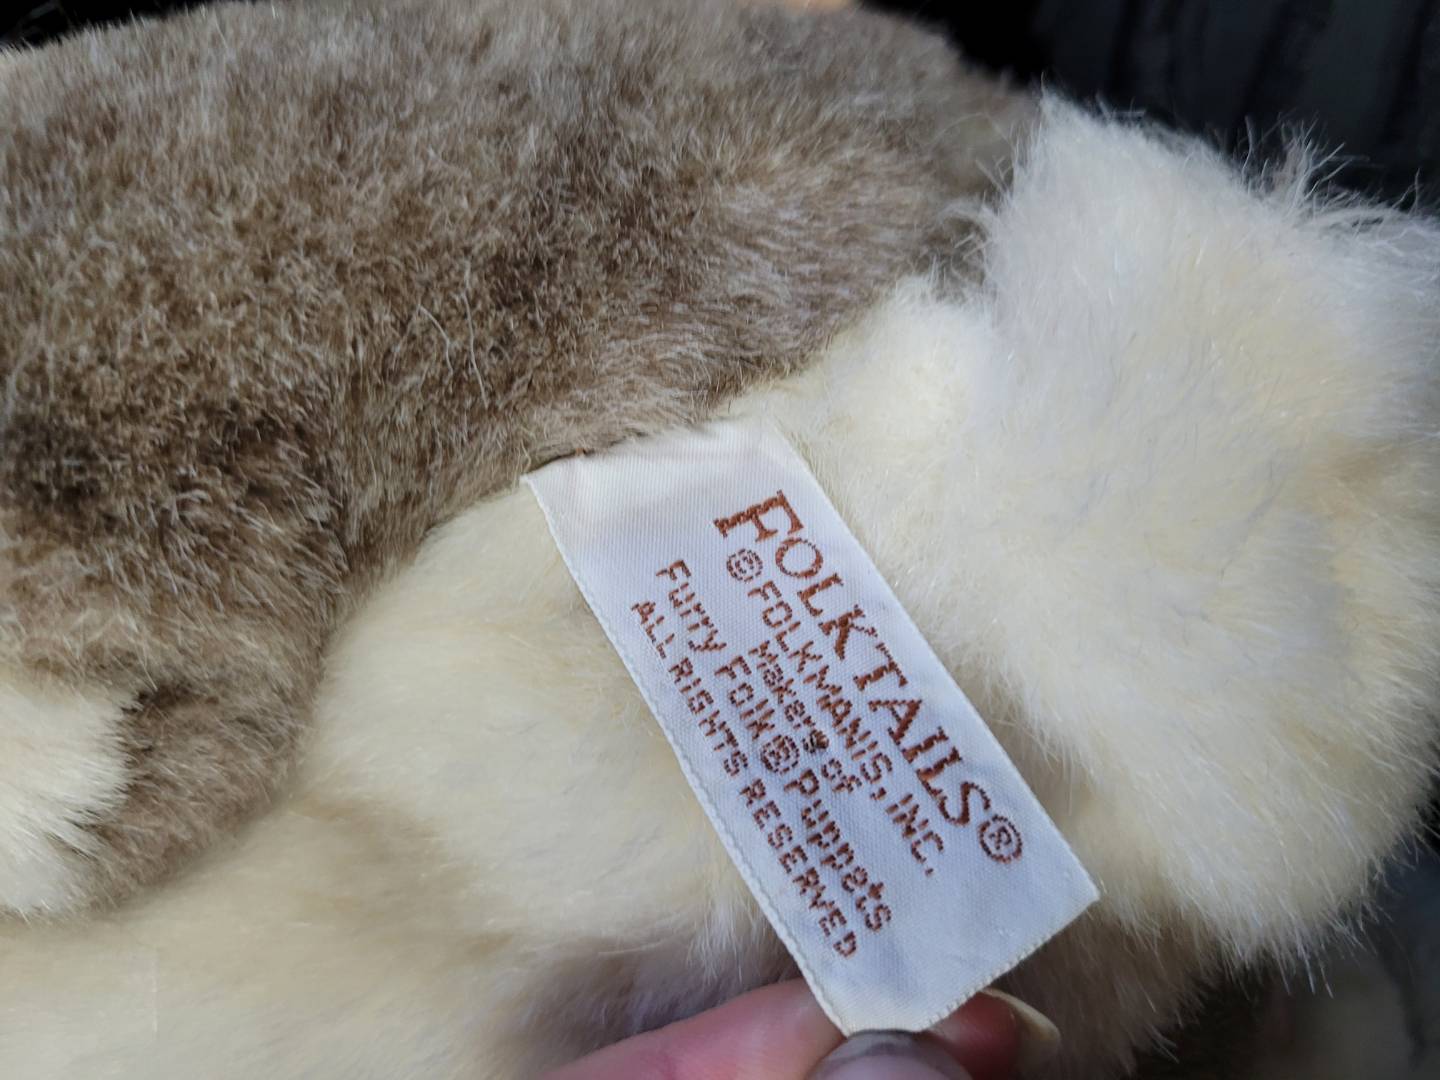 FOLKTAILS®
© FOLKMANIS, INC.
Makers of
Furry Folk® Puppets
ALL RIGHTS RESERVED